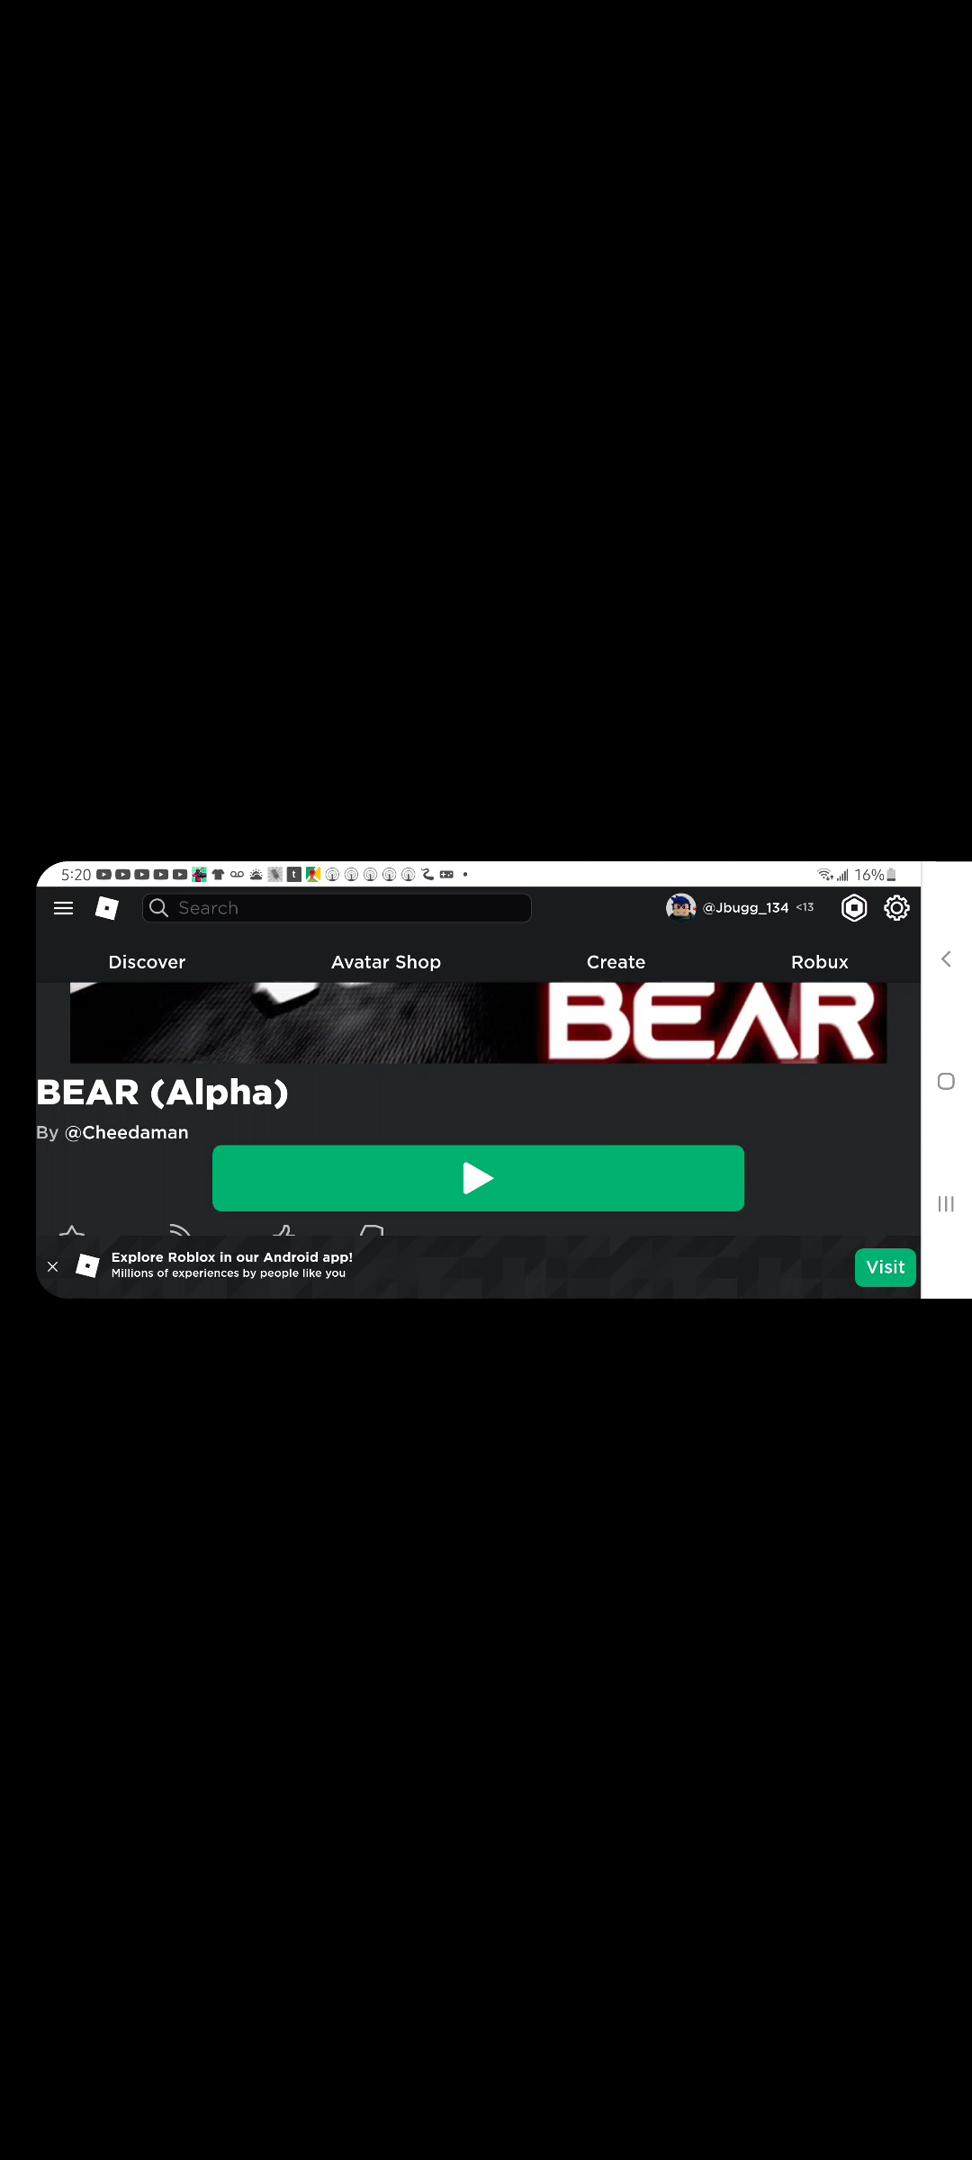 5:20 16%
Search @Jbugg_134 <13
Discover Avatar Shop Create Robux
BEAR
BEAR (Alpha)
By @Cheedaman
Explore Roblox in our Android app!
Millions of experiences by people like you
Visit